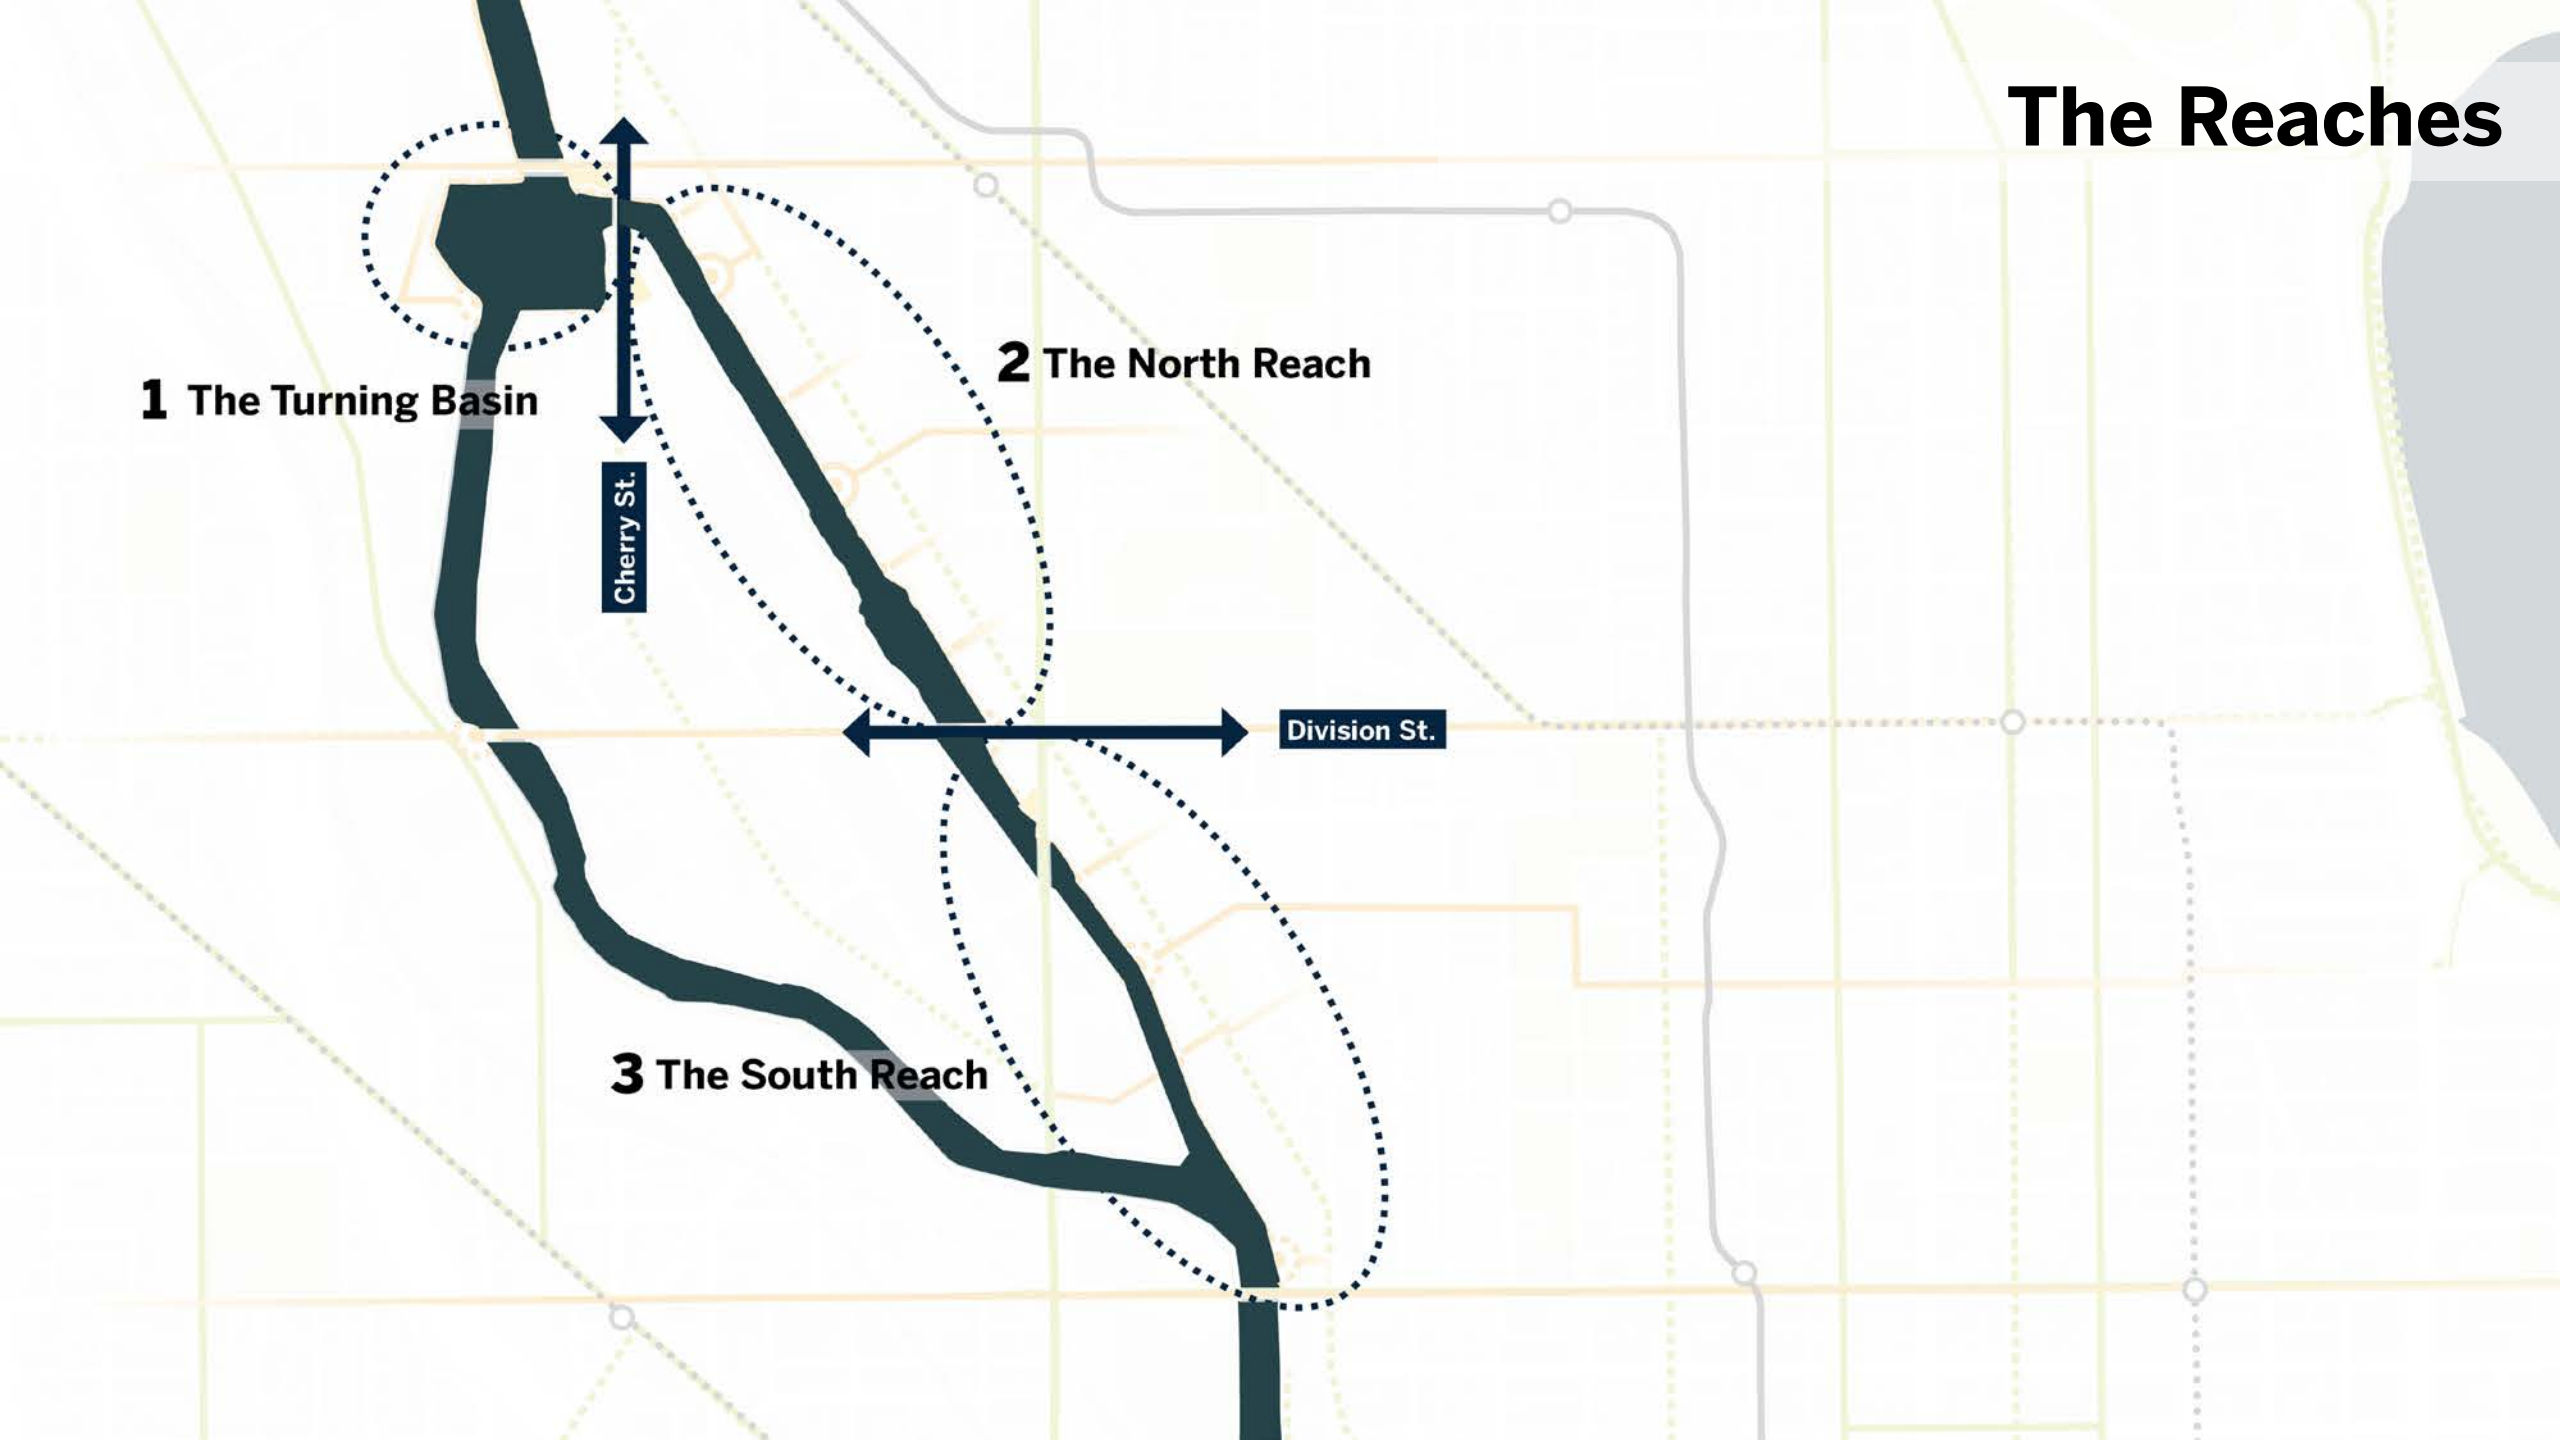 The Reaches
2 The North Reach
1 The Turning Basin
Cherry St.
Division St.
3 The South Reach